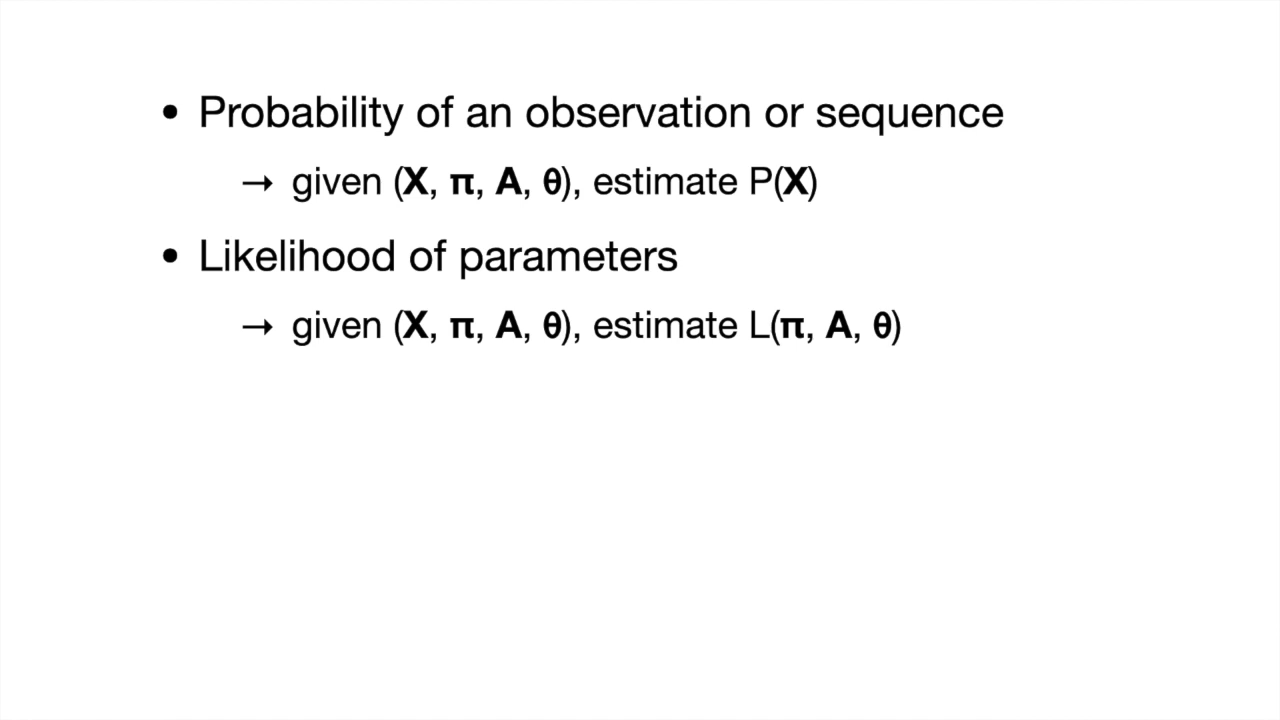 • Probability of an observation or sequence
→ given (X, π, A, θ), estimate P(X)
• Likelihood of parameters
→ given (X, π, A, θ), estimate L(π, A, θ)